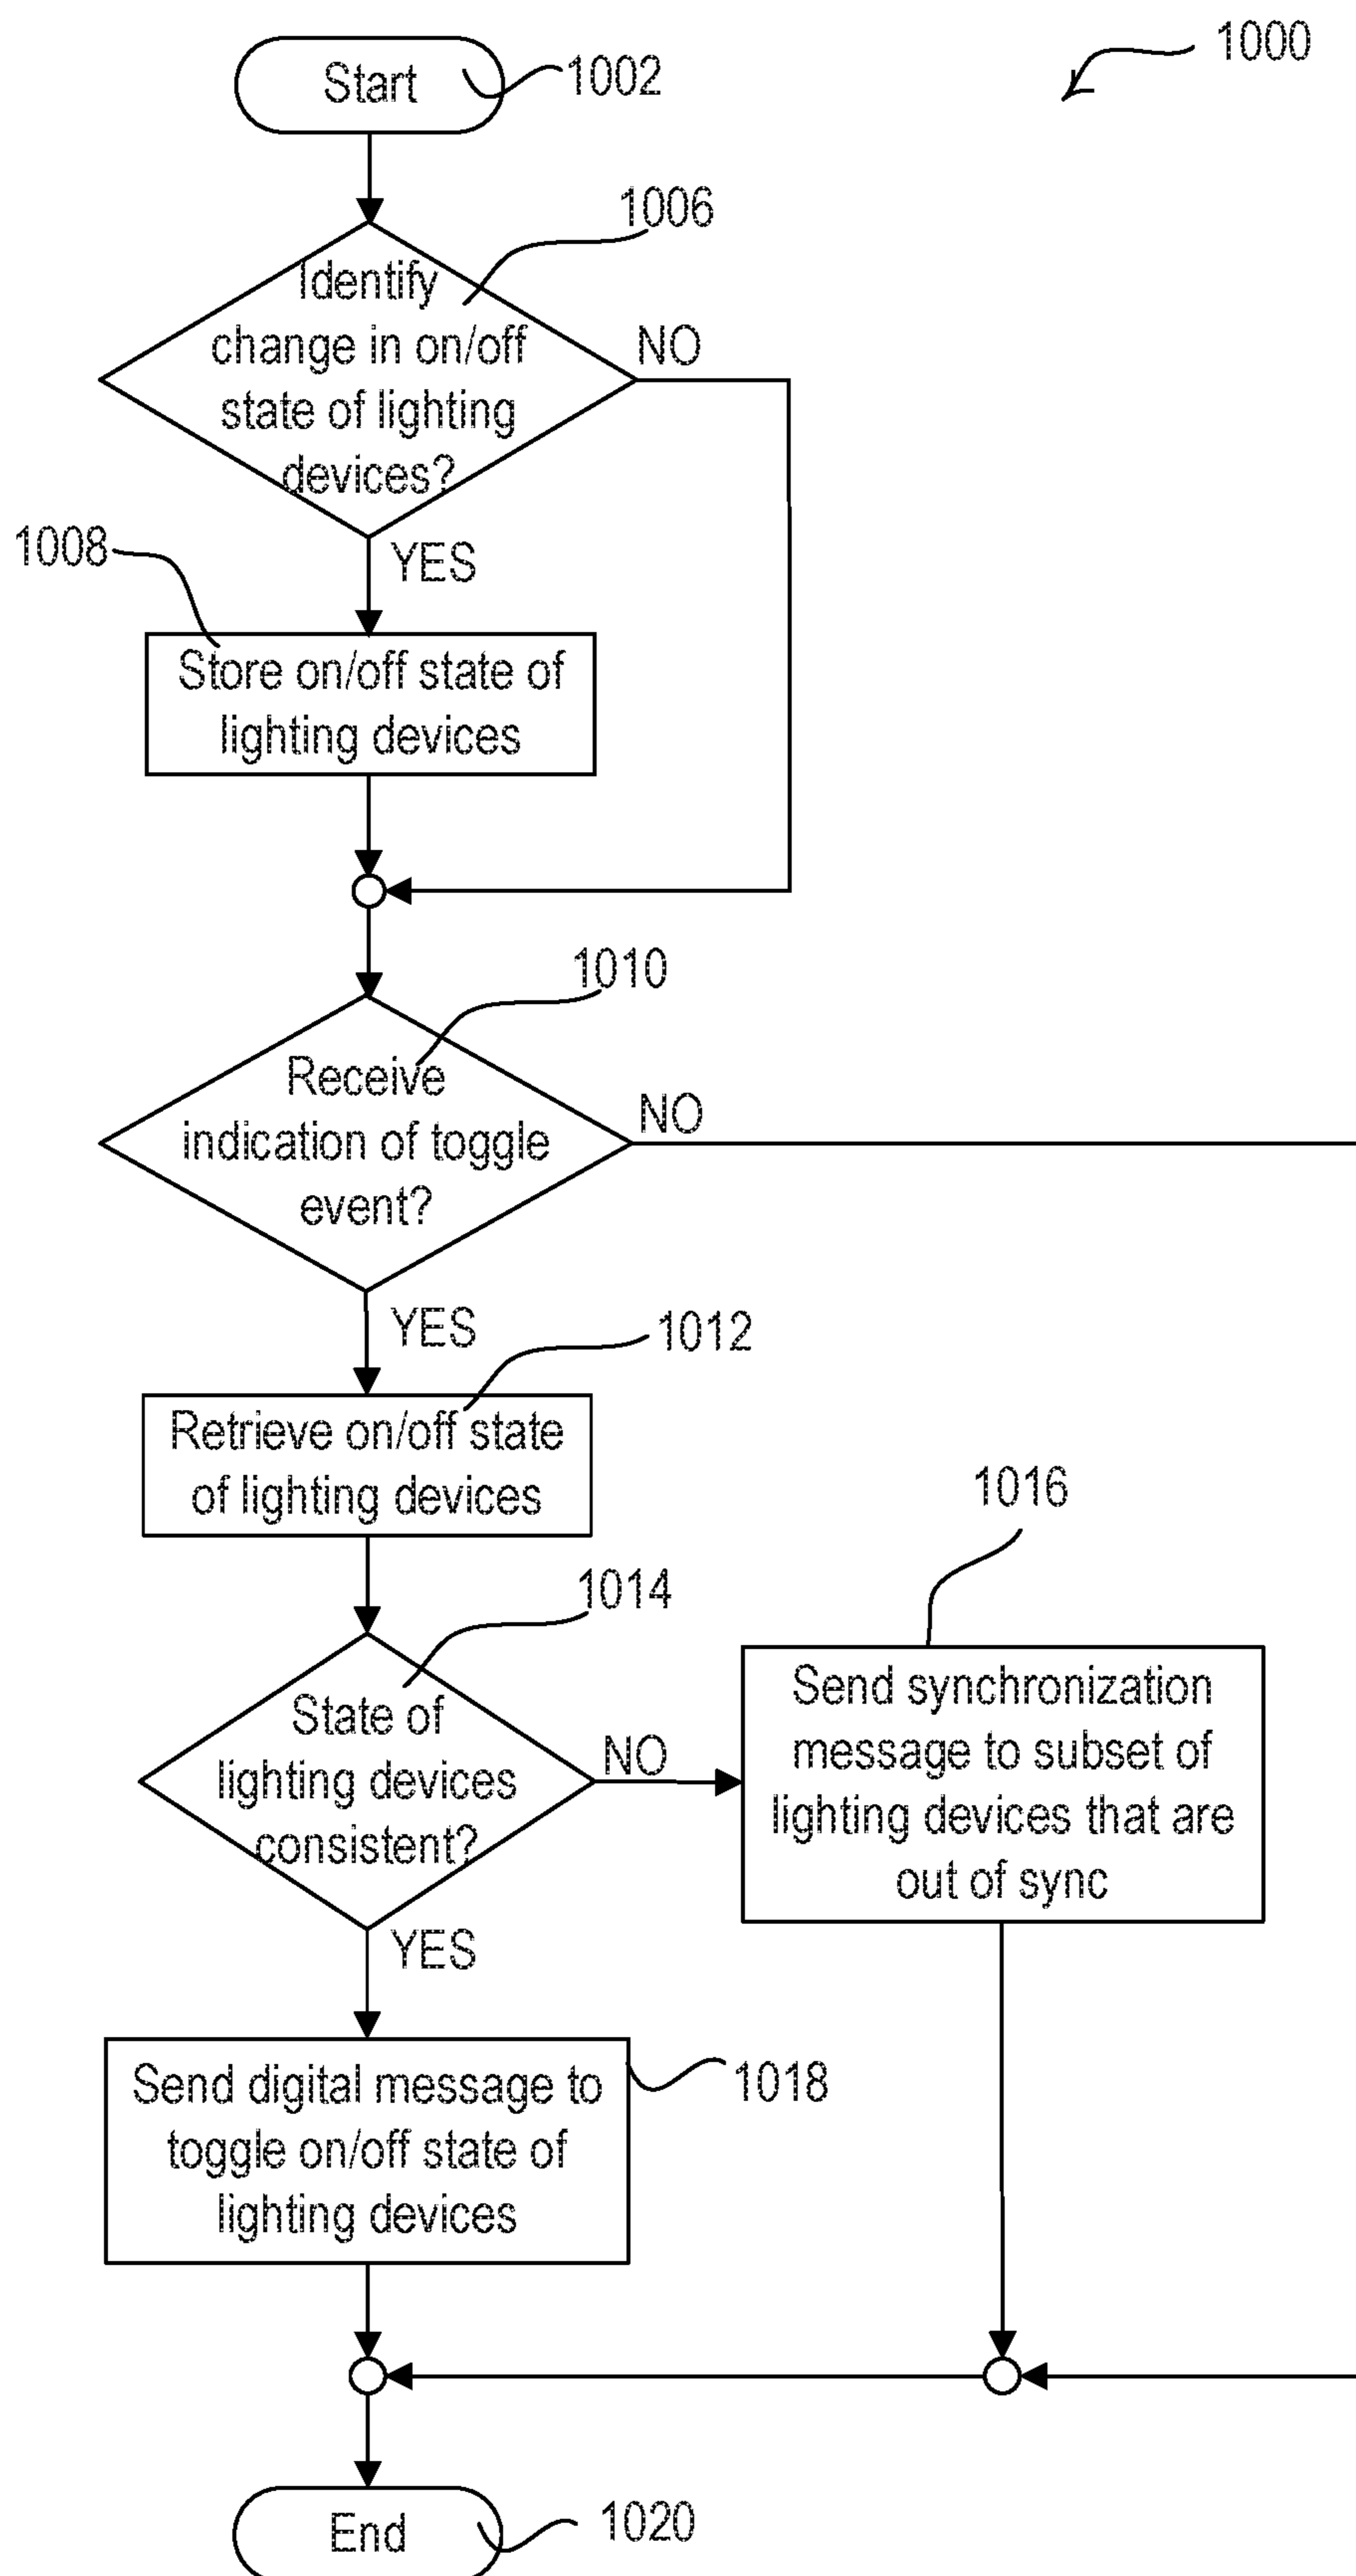 1000
Start
1002
1006
Identify
change in on/off
state of lighting
devices?
NO
YES
1008
Store on/off state of
lighting devices
1010
Receive
indication of toggle
event?
NO
YES
1012
Retrieve on/off state
of lighting devices
1014
State of
lighting devices
consistent?
NO
1016
Send synchronization
message to subset of
lighting devices that are
out of sync
YES
Send digital message to
toggle on/off state of
lighting devices
1018
End
1020